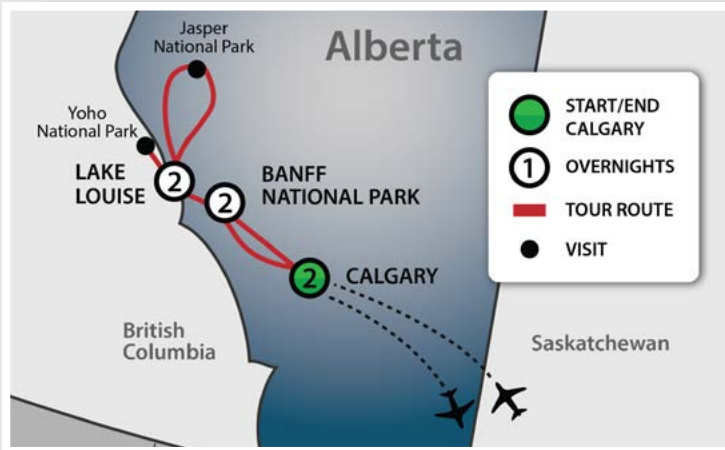 Jasper
National Park
Alberta
Yoho
National Park
LAKE
LOUISE
2
2
BANFF
NATIONAL PARK
2
CALGARY
British
Columbia
Saskatchewan
START/END
CALGARY
1
OVERNIGHTS
TOUR ROUTE
VISIT